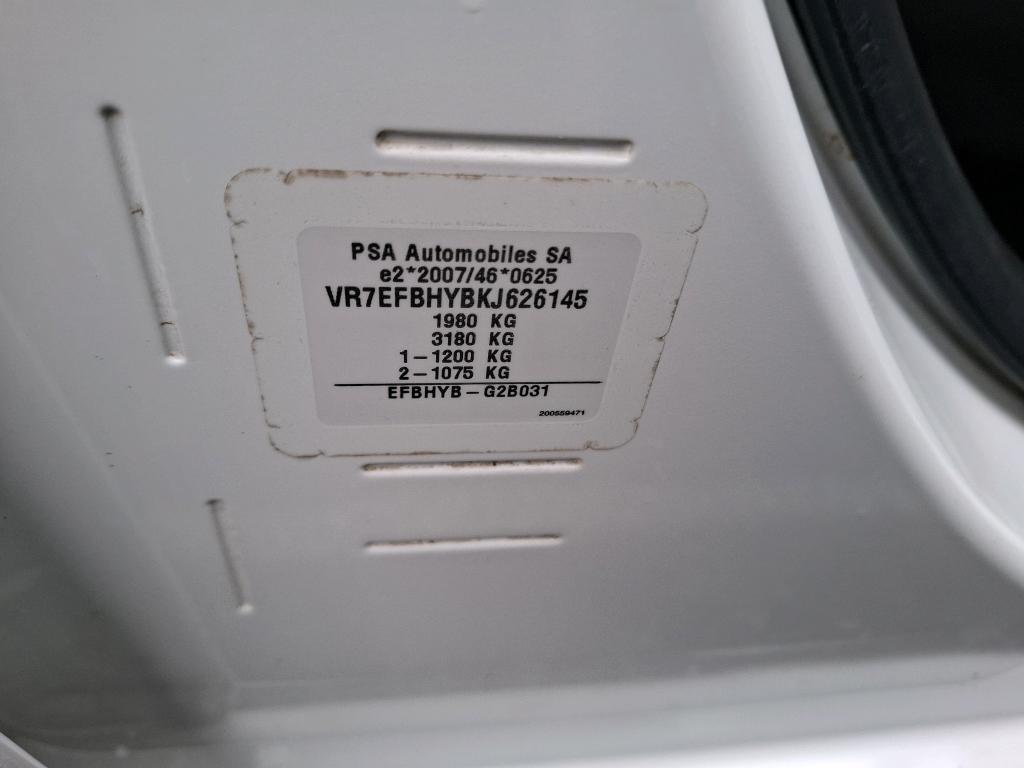 PSA Automobiles SA
e2*2007/46*0625
VR7EFBHYBKJ626145
1980 KG
3180 KG
1-1200 KG
2-1075 KG
EFBHYB-G2B031
200559471